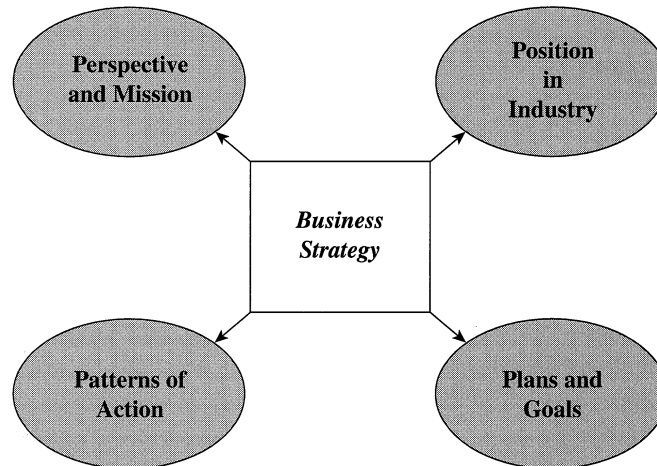 Perspective
and Mission
Position
in
Industry
Business
Strategy
Patterns of
Action
Plans and
Goals